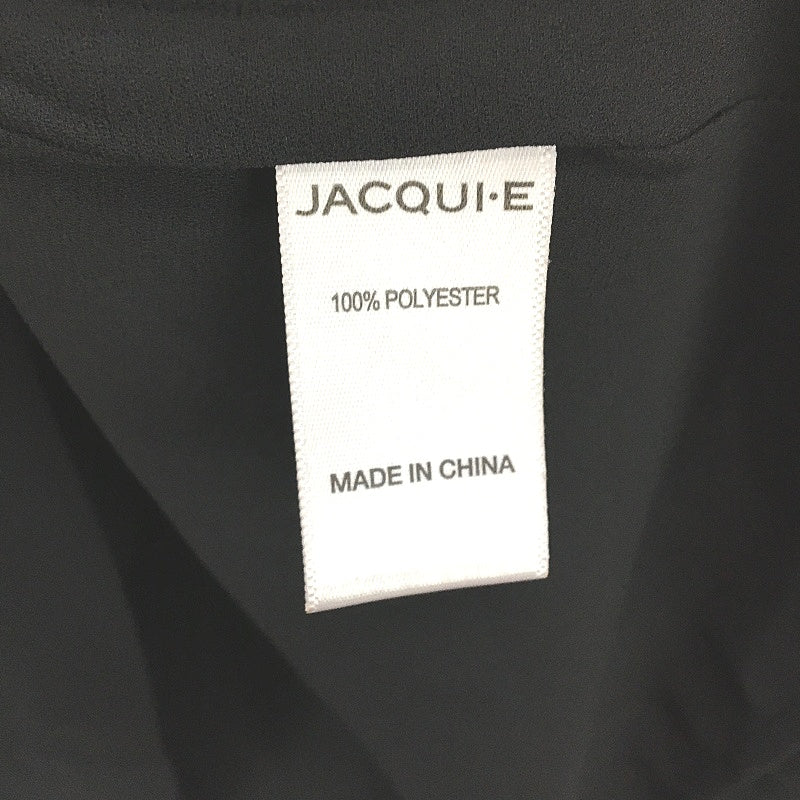 JACQUI·E
100% POLYESTER
MADE IN CHINA